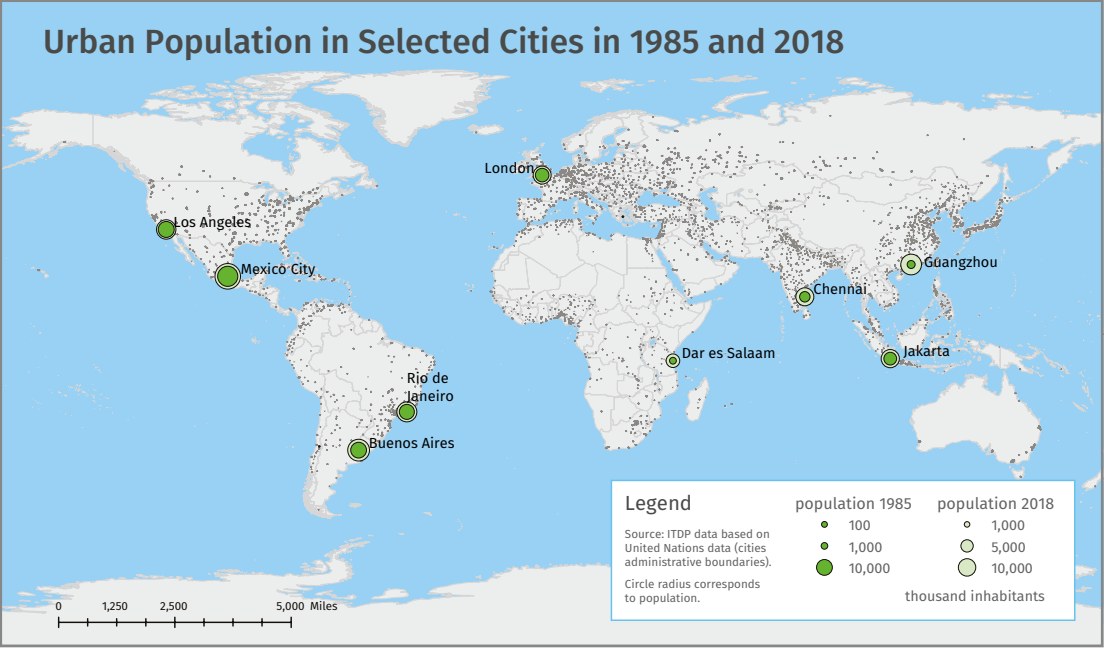 Urban Population in Selected Cities in 1985 and 2018
London
Los Angeles
Mexico City
Guangzhou
Chennai
Dar es Salaam
Jakarta
Rio de
Janeiro
Buenos Aires
Legend
Source: ITDP data based on
United Nations data (cities
administrative boundaries).
Circle radius corresponds
to population.
population 1985
100
1,000
10,000
population 2018
1,000
5,000
10,000
thousand inhabitants
0 1,250 2,500 5,000 Miles